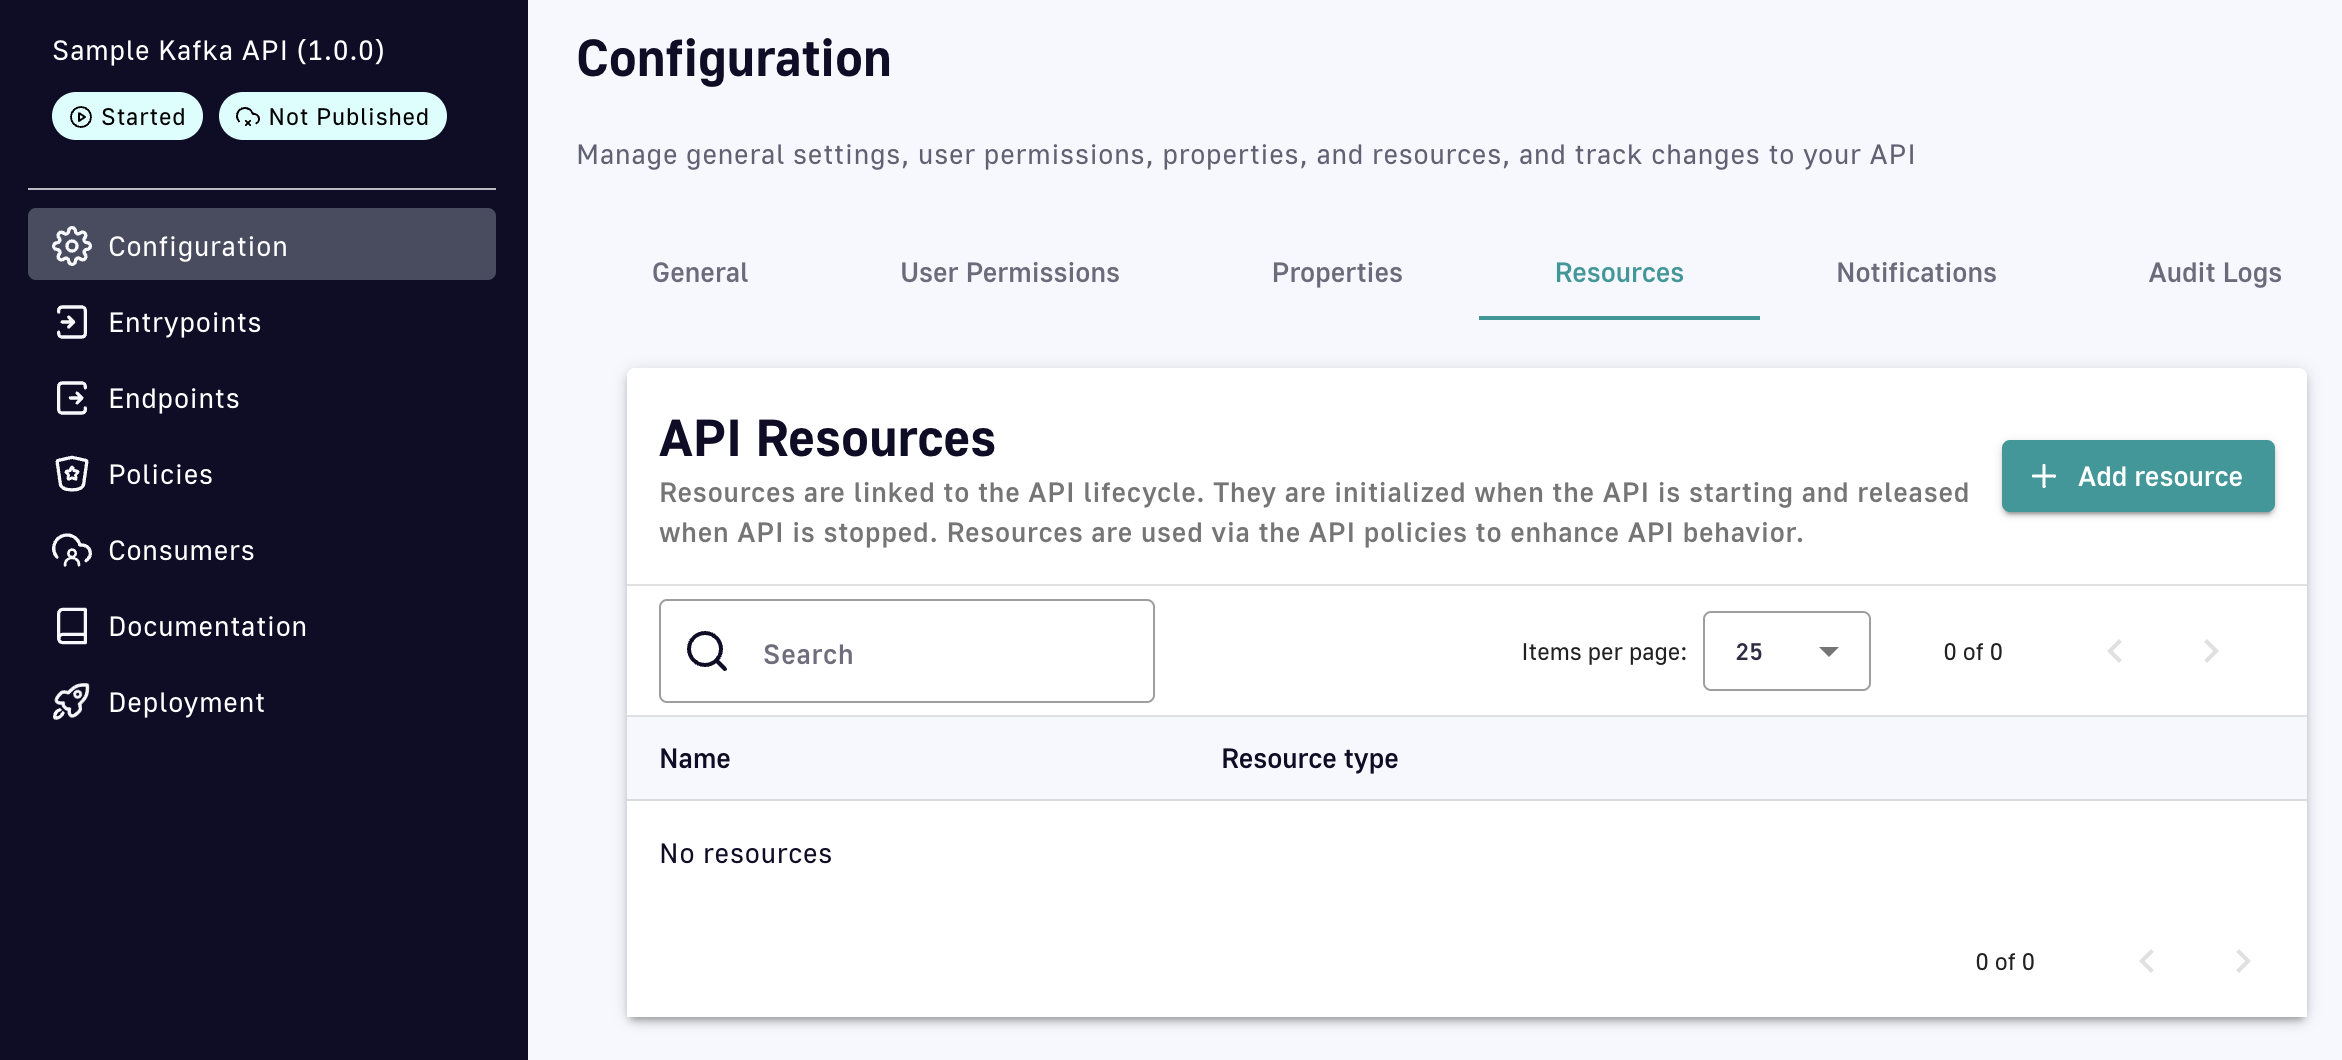 Sample Kafka API (1.0.0)
Started
Not Published
Configuration
Entrypoints
Endpoints
Policies
Consumers
Documentation
Deployment
Configuration
Manage general settings, user permissions, properties, and resources, and track changes to your API
General
User Permissions
Properties
Resources
Notifications
Audit Logs
API Resources
Resources are linked to the API lifecycle. They are initialized when the API is starting and released
when API is stopped. Resources are used via the API policies to enhance API behavior.
Add resource
Search
Items per page:
25
0 of 0
Name
Resource type
No resources
0 of 0